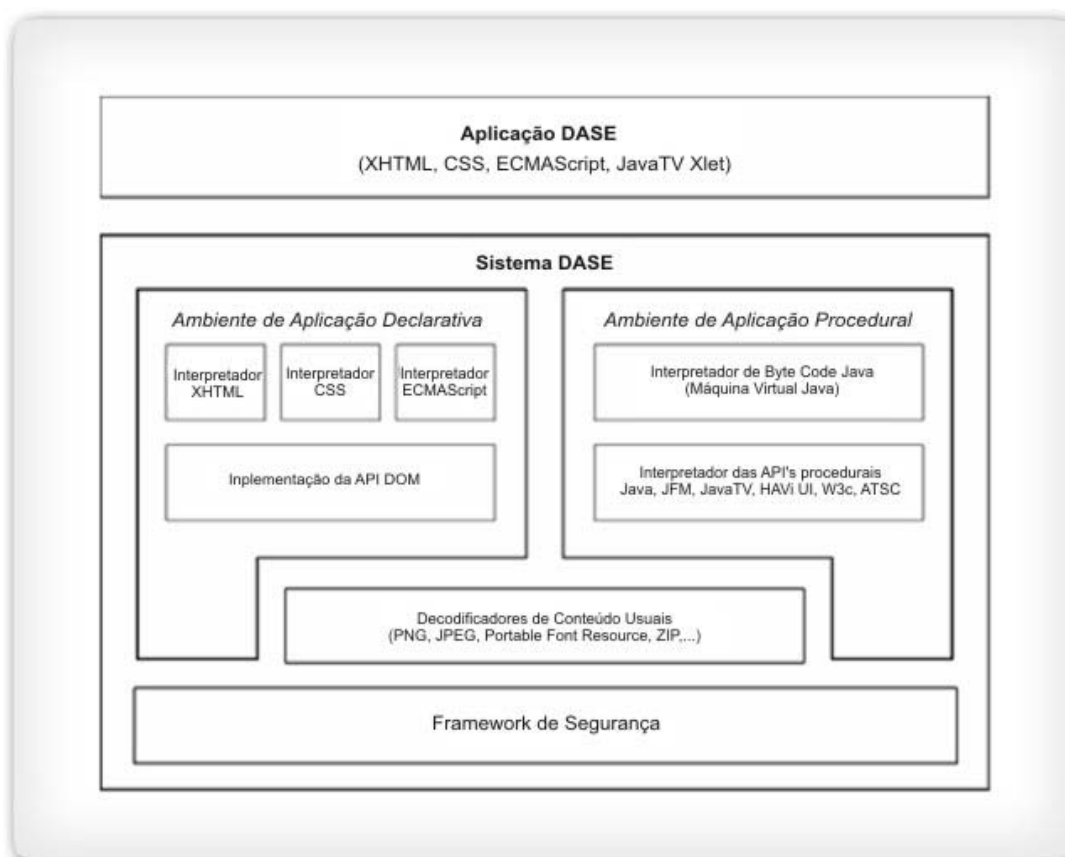 Aplicação DASE
(XHTML, CSS, ECMAScript, JavaTV Xlet)
Sistema DASE
Ambiente de Aplicação Declarativa
Interpretador
XHTML
Interpretador
CSS
Interpretador
ECMAScript
Inplementação da API DOM
Ambiente de Aplicação Procedural
Interpretador de Byte Code Java
(Máquina Virtual Java)
Interpretador das API's procedurais
Java, JFM, JavaTV, HAVi UI, W3c, ATSC
Decodificadores de Conteúdo Usuais
(PNG, JPEG, Portable Font Resource, ZIP,...)
Framework de Segurança